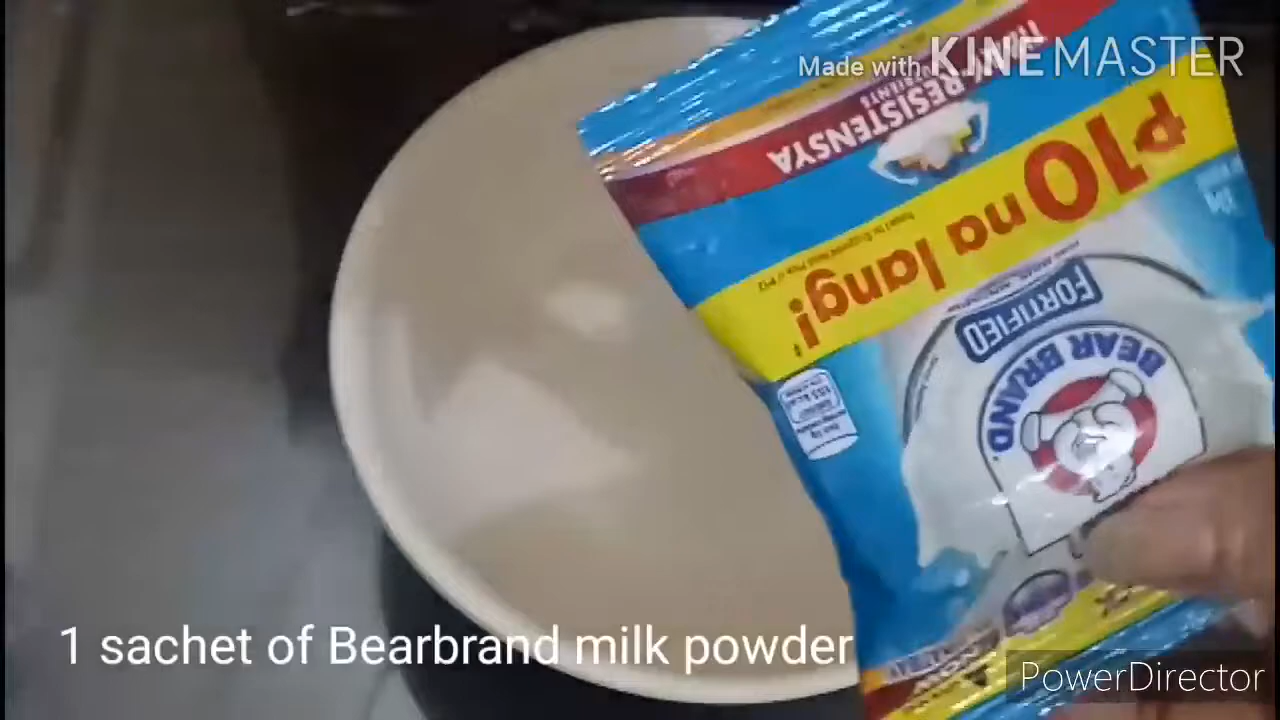 Made with KINEMASTER
RESISTENSYA
₱10 na lang!
FORTIFIED
BEAR BRAND.
1 sachet of Bearbrand milk powder
PowerDirector